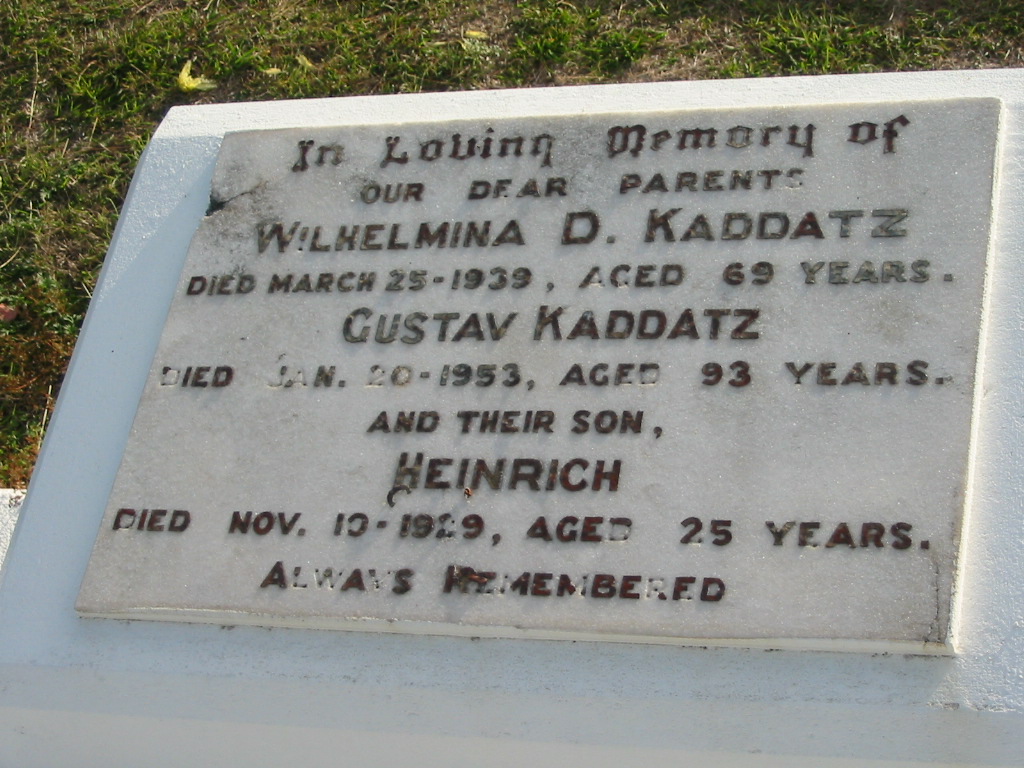 In Loving Memory of
OUR DEAR PARENTS
WILHELMINA D. KADDATZ
DIED MARCH 25-1939, AGED 69 YEARS.
GUSTAV KADDATZ
DIED JAN. 20-1953, AGED 93 YEARS.
AND THEIR SON,
HEINRICH
DIED NOV. 10-1929, AGED 25 YEARS.
ALWAYS REMEMBERED